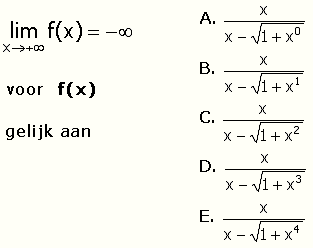 lim f(x) = -∞
x→+∞
voor f(x)
gelijk aan
A. x / (x - √(1 + x⁰))
B. x / (x - √(1 + x¹))
C. x / (x - √(1 + x²))
D. x / (x - √(1 + x³))
E. x / (x - √(1 + x⁴))